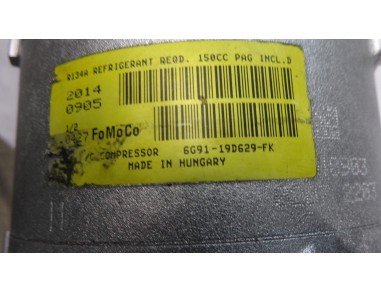 R134A REFRIGERANT REQD. 150CC PAG INCL.D
2014
0905
FoMoCo
COMPRESSOR 6G91-19D629-FK
MADE IN HUNGARY